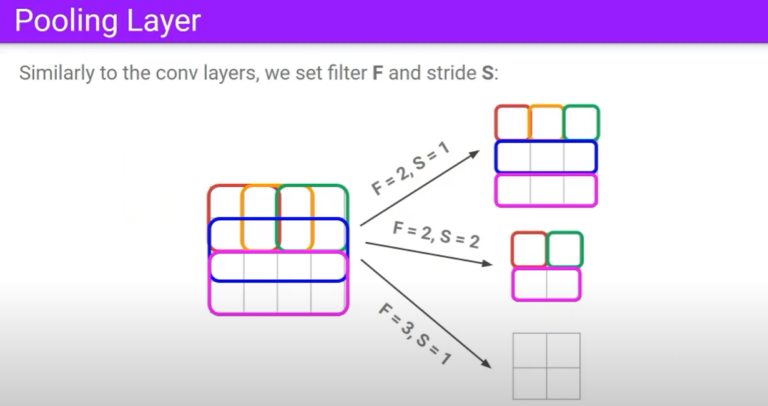 Pooling Layer
Similarly to the conv layers, we set filter F and stride S:
F = 2, S = 1
F = 2, S = 2
F = 3, S = 1